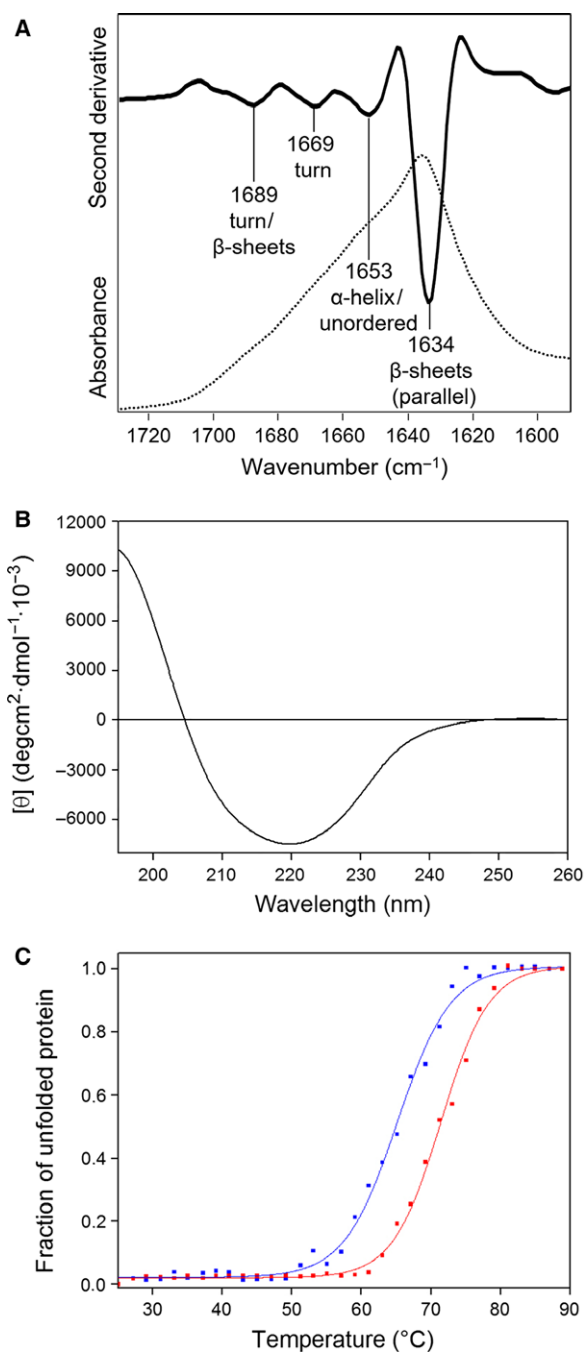 A
Second derivative
Absorbance
1689
turn/
β-sheets
1669
turn
1653
α-helix/
unordered
1634
β-sheets
(parallel)
1720 1700 1680 1660 1640 1620 1600
Wavenumber (cm⁻¹)
B
[θ] (degcm²·dmol⁻¹·10⁻³)
12000
9000
6000
3000
0
−3000
−6000
200 210 220 230 240 250 260
Wavelength (nm)
C
Fraction of unfolded protein
1.0
0.8
0.6
0.4
0.2
0.0
30 40 50 60 70 80 90
Temperature (°C)